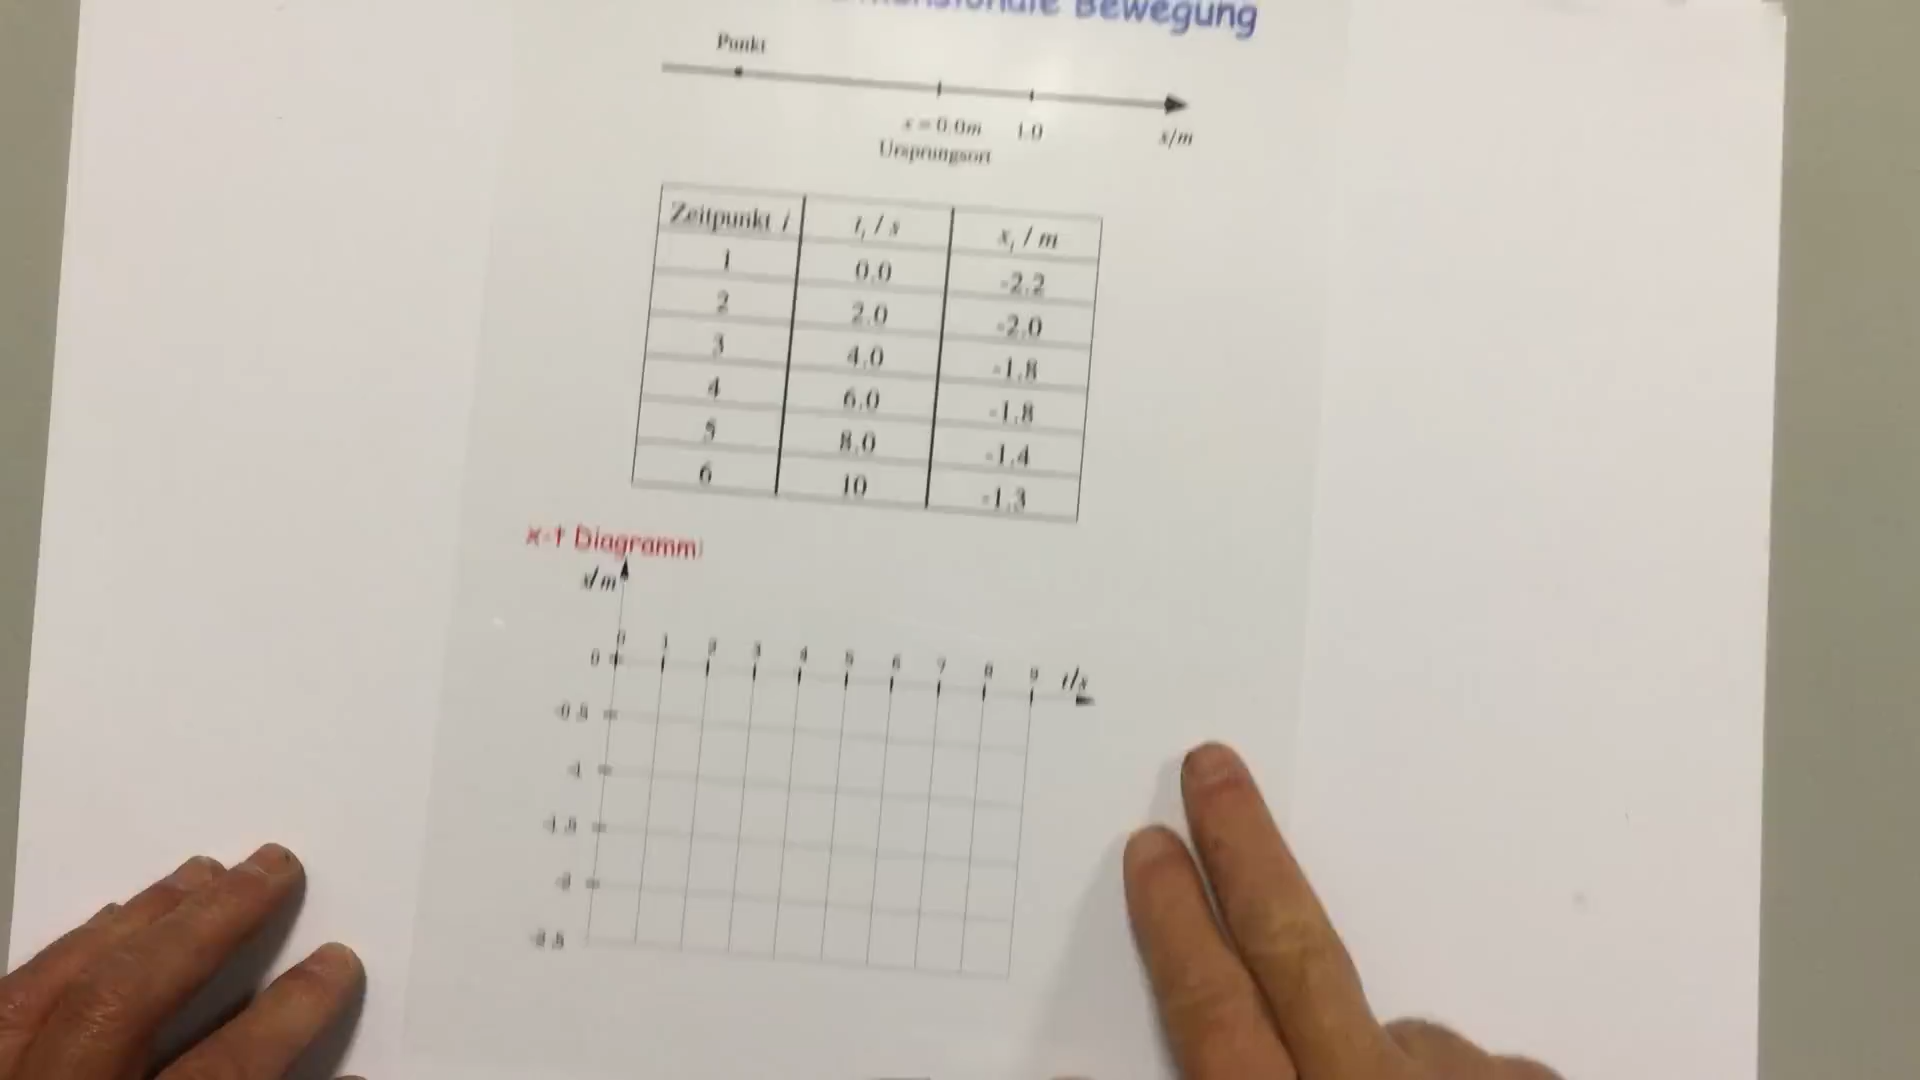 Bewegung
Punkt
x = 0.0m 1.0 x/m
Ursprungsort
Zeitpunkt i t_i / s x_i / m
1 0.0 -2.2
2 2.0 -2.0
3 4.0 -1.8
4 6.0 -1.8
5 8.0 -1.4
6 10 -1.3
x-t Diagramm:
x/m
0 1 2 3 4 5 6 7 8 9 t/s
0
-0.5
-1
-1.5
-2
-2.5